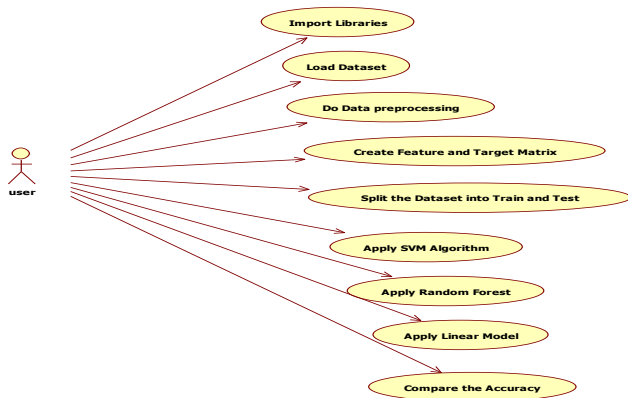 Import Libraries
Load Dataset
Do Data preprocessing
Create Feature and Target Matrix
user
Split the Dataset into Train and Test
Apply SVM Algorithm
Apply Random Forest
Apply Linear Model
Compare the Accuracy